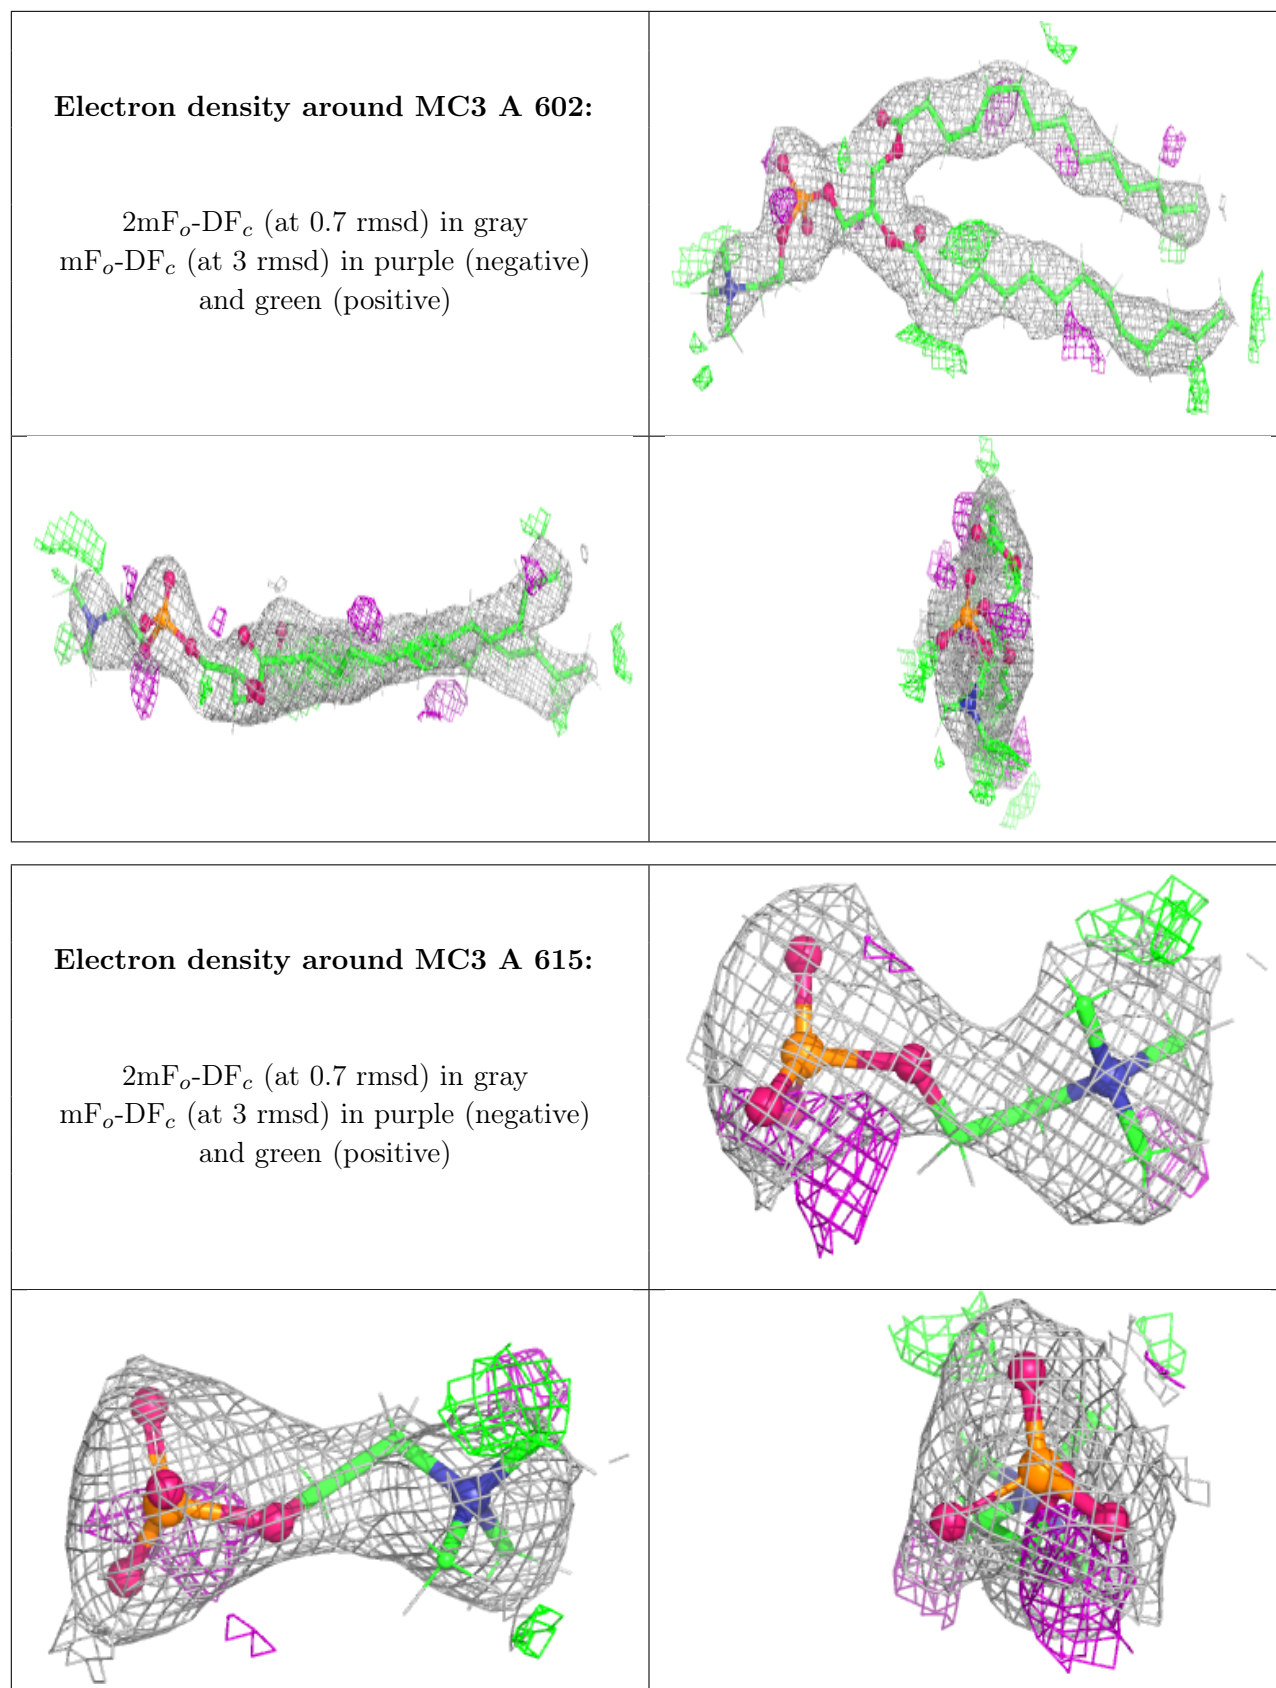 Electron density around MC3 A 602:
2mFₒ-DF𝒸 (at 0.7 rmsd) in gray
mFₒ-DF𝒸 (at 3 rmsd) in purple (negative)
and green (positive)
Electron density around MC3 A 615:
2mFₒ-DF𝒸 (at 0.7 rmsd) in gray
mFₒ-DF𝒸 (at 3 rmsd) in purple (negative)
and green (positive)